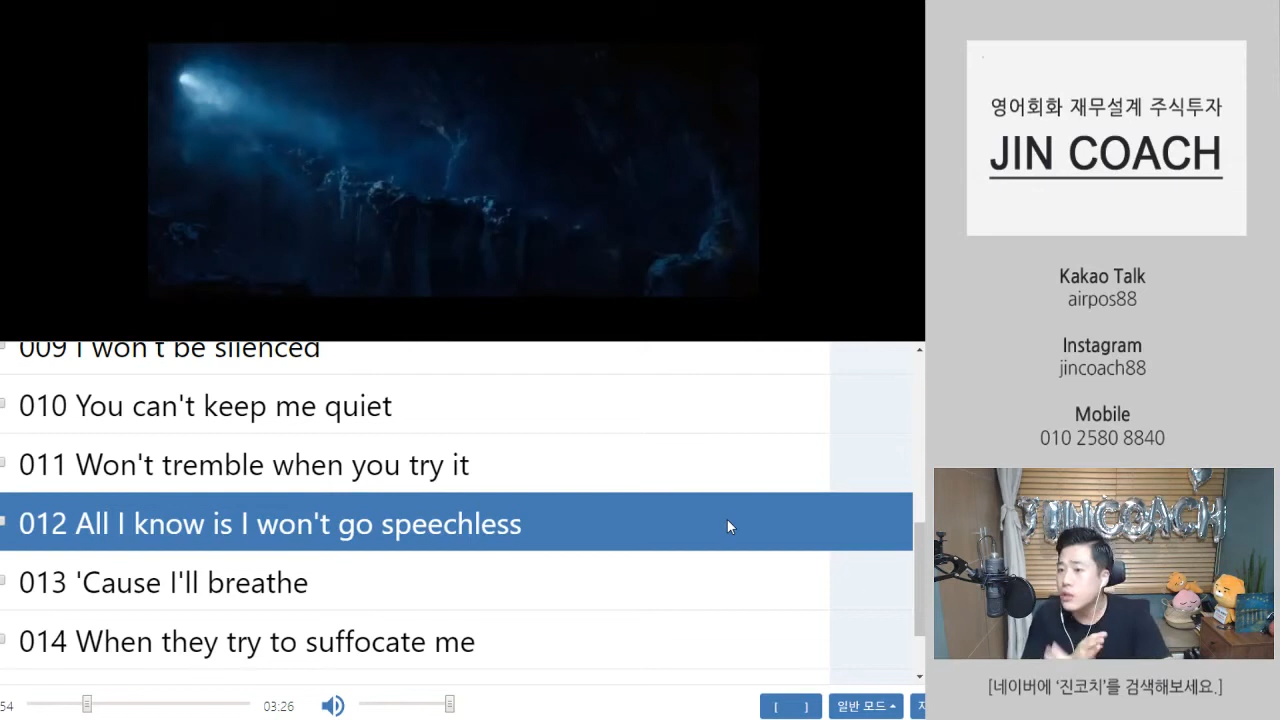 영어회화 재무설계 주식투자
JIN COACH
Kakao Talk
airpos88
Instagram
jincoach88
Mobile
010 2580 8840
009 I won't be silenced
010 You can't keep me quiet
011 Won't tremble when you try it
012 All I know is I won't go speechless
013 'Cause I'll breathe
014 When they try to suffocate me
54
03:26
[ ]
일반 모드
JINCOACH
[네이버에 '진코치'를 검색해보세요.]